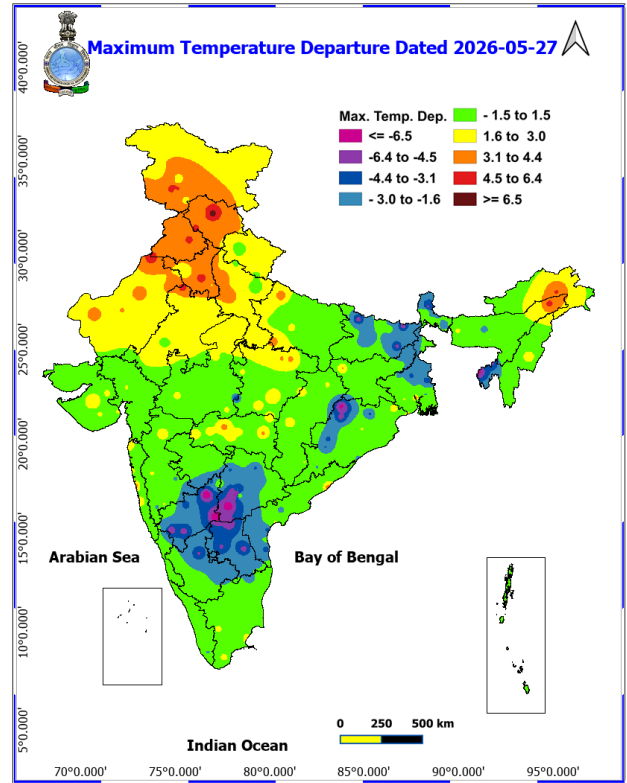 Maximum Temperature Departure Dated 2026-05-27
Max. Temp. Dep.
<= -6.5
-6.4 to -4.5
-4.4 to -3.1
- 3.0 to -1.6
- 1.5 to 1.5
1.6 to 3.0
3.1 to 4.4
4.5 to 6.4
>= 6.5
40°0.000'
35°0.000'
30°0.000'
25°0.000'
20°0.000'
15°0.000'
10°0.000'
5°0.000'
Arabian Sea
Bay of Bengal
0 250 500 km
Indian Ocean
70°0.000' 75°0.000' 80°0.000' 85°0.000' 90°0.000' 95°0.000'